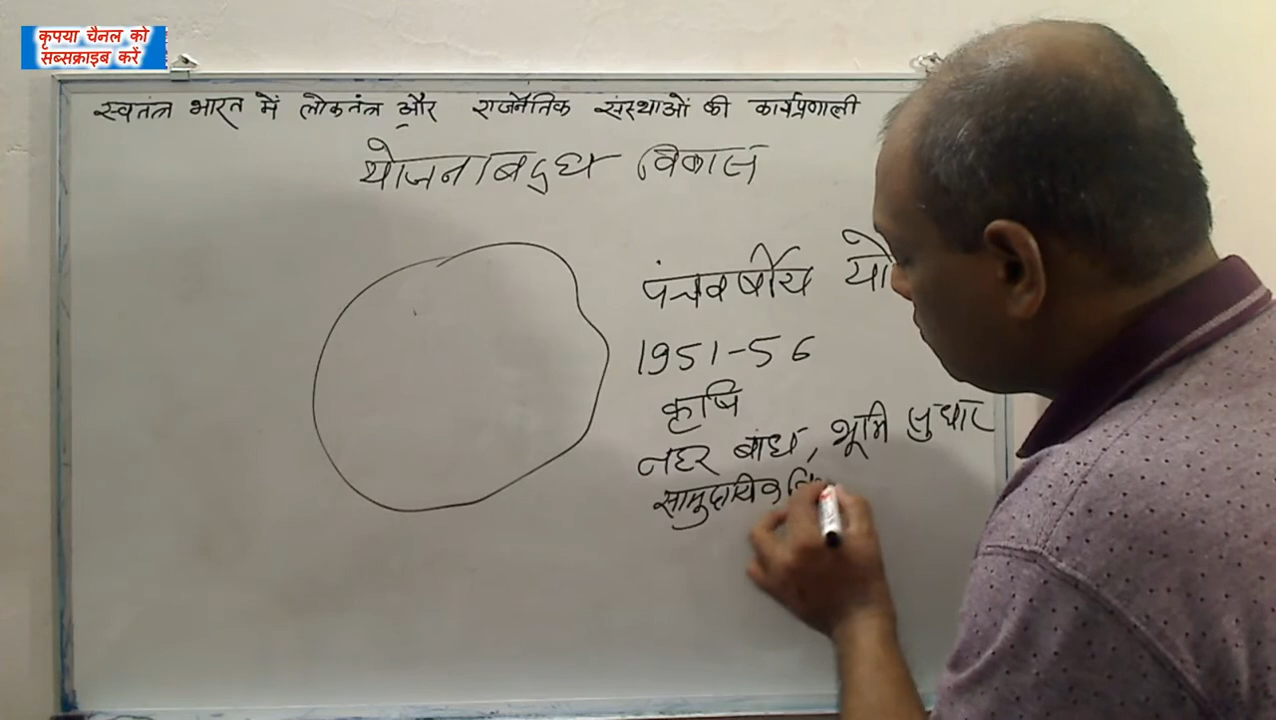 कृपया चैनल को
सब्सक्राइब करें
स्वतंत्र भारत में लोकतंत्र और राजनैतिक संस्थाओं की कार्यप्रणाली
योजनाबद्ध विकास
पंचवर्षीय यो
1951-56
कृषि
नहर बांध, भूमि सुधार
सामुदायिक